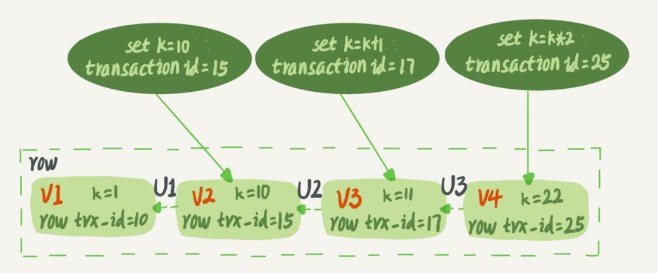 set k=10
transaction id=15
set k=k+1
transaction id=17
set k=k*2
transaction id=25
row
V1 k=1
row trx-id=10
U1
V2 k=10
row trx-id=15
U2
V3 k=11
row trx-id=17
U3
V4 k=22
row trx-id=25